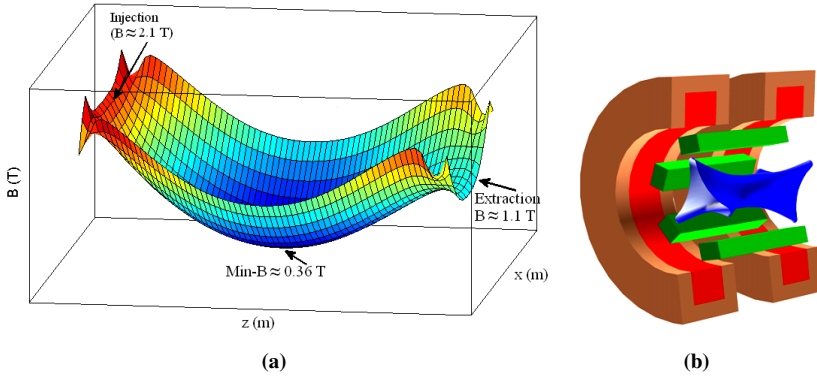 Injection
(B ≈ 2.1 T)
B (T)
Extraction
B ≈ 1.1 T
Min-B ≈ 0.36 T
x (m)
z (m)
(a)
(b)